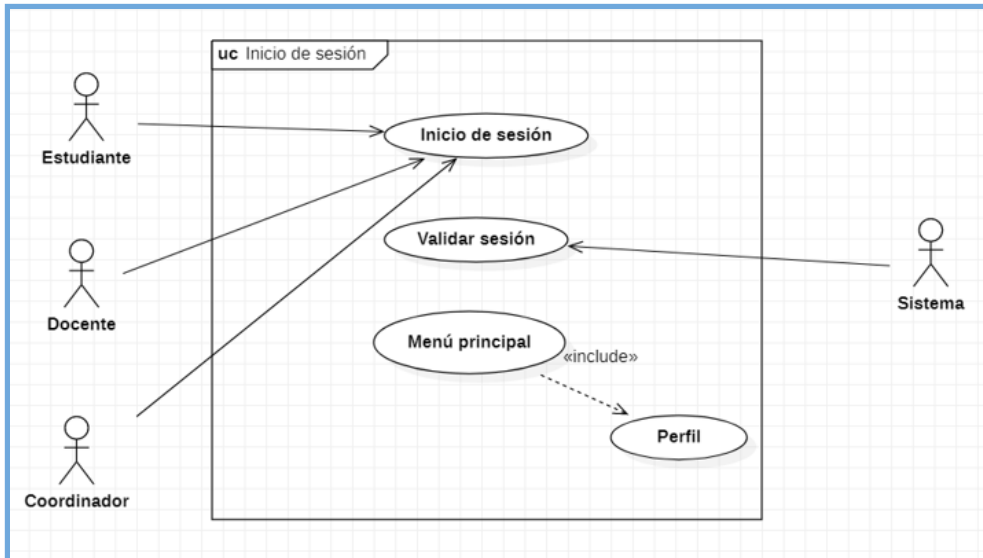 uc Inicio de sesión
Estudiante
Inicio de sesión
Docente
Validar sesión
Sistema
Menú principal
«include»
Perfil
Coordinador